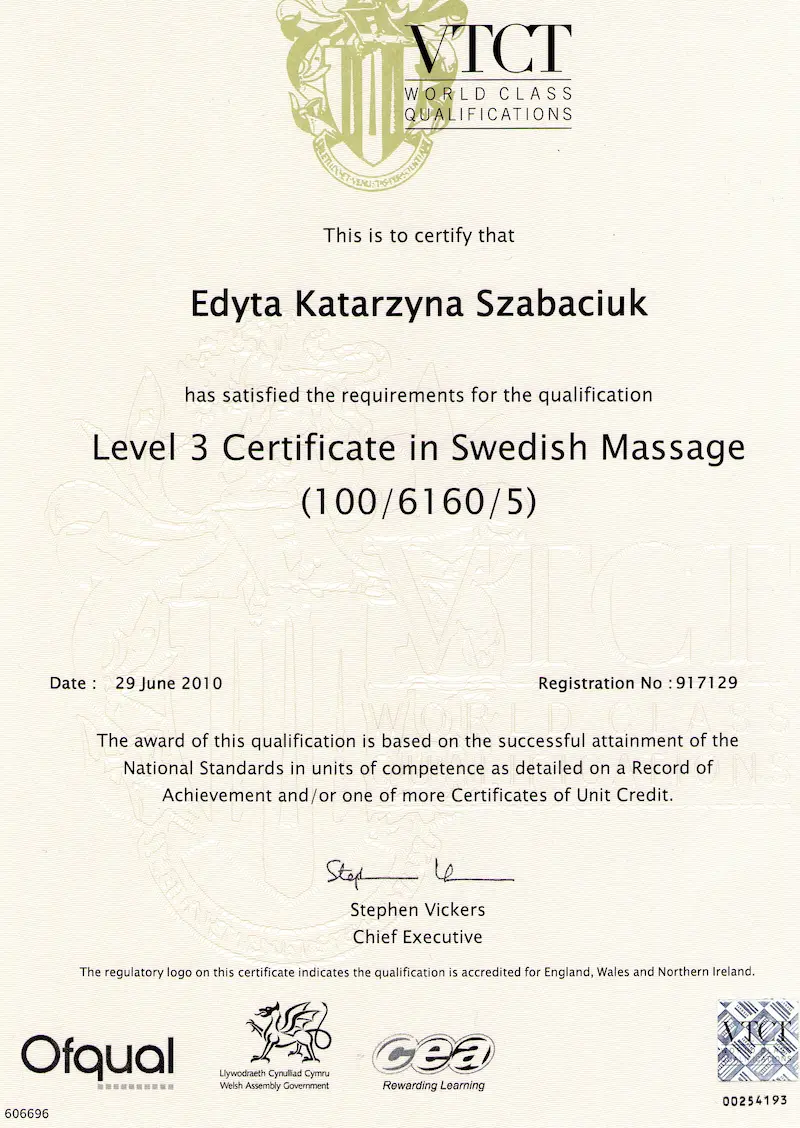 VTCT
WORLD CLASS
QUALIFICATIONS
This is to certify that
Edyta Katarzyna Szabaciuk
has satisfied the requirements for the qualification
Level 3 Certificate in Swedish Massage
(100/6160/5)
Date : 29 June 2010 Registration No : 917129
VTCT
WORLD CLASS
QUALIFICATIONS
The award of this qualification is based on the successful attainment of the
National Standards in units of competence as detailed on a Record of
Achievement and/or one of more Certificates of Unit Credit.
Stephen Vickers
Chief Executive
The regulatory logo on this certificate indicates the qualification is accredited for England, Wales and Northern Ireland.
Ofqual
Llywodraeth Cynulliad Cymru
Welsh Assembly Government
cea
Rewarding Learning
VTCT
00254193
606696